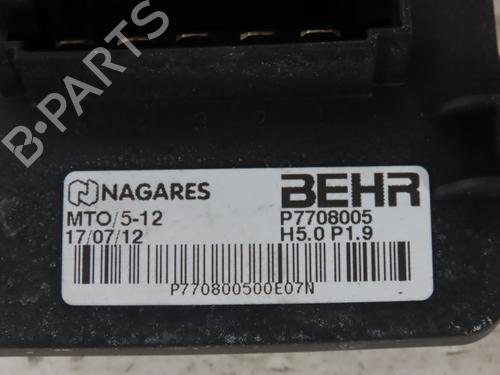 B-PARTS
NAGARES BEHR
MTO/5-12 P7708005
17/07/12 H5.0 P1.9
P770800500E07N